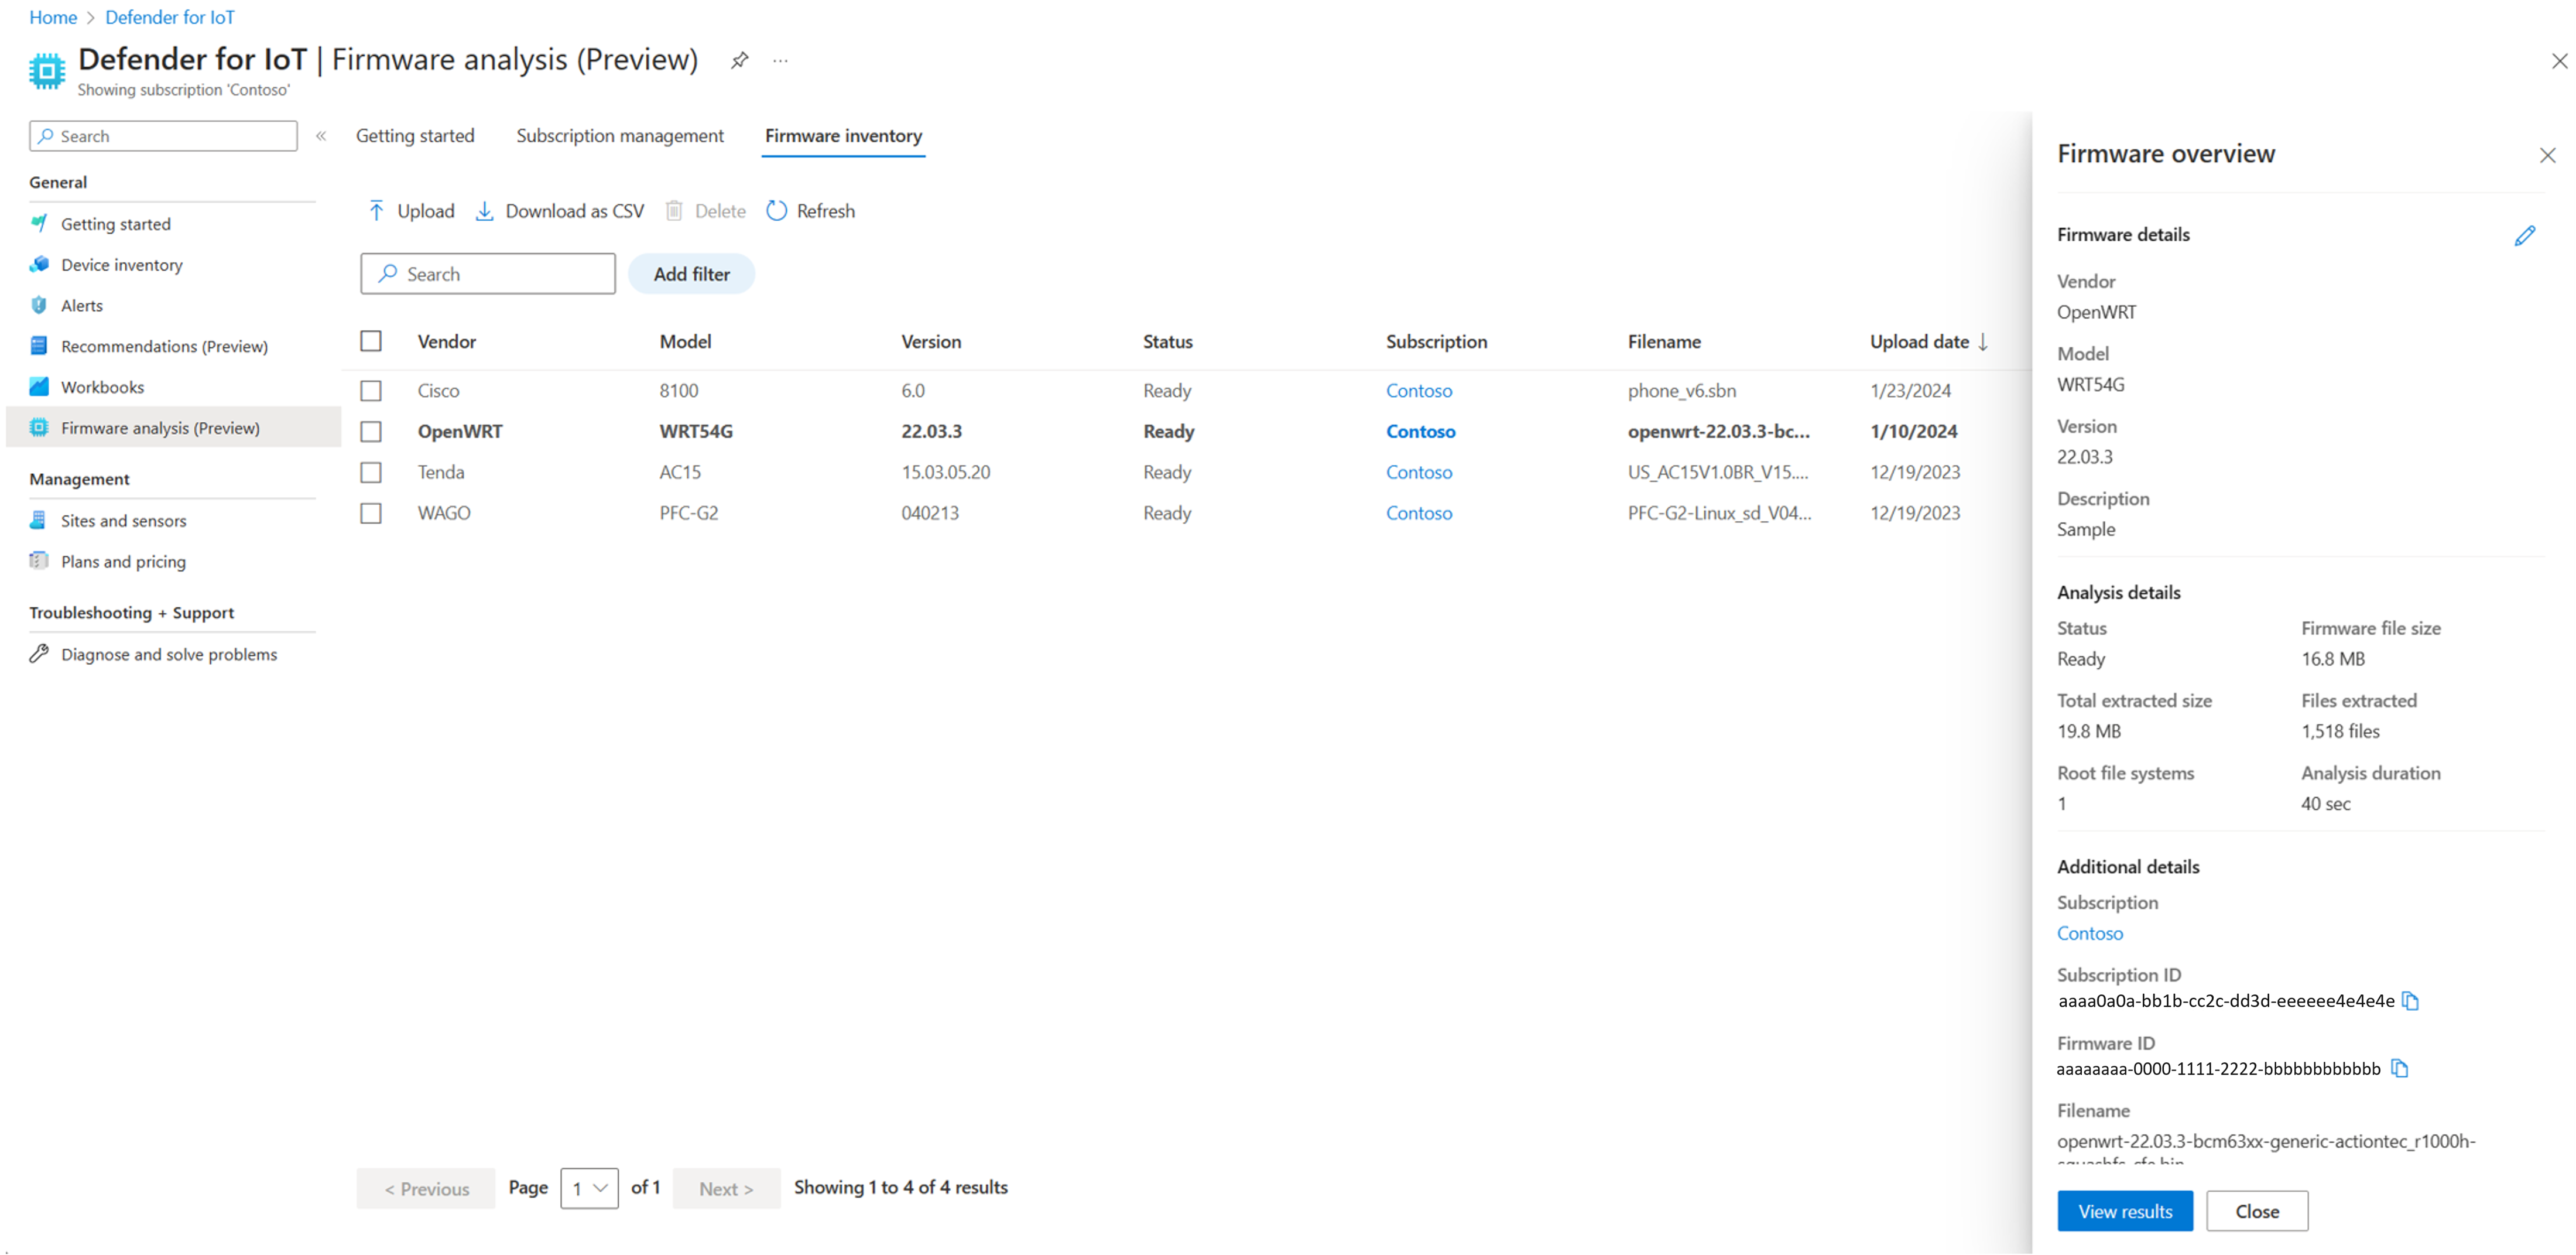 Home > Defender for IoT
Defender for IoT | Firmware analysis (Preview) ...
Showing subscription 'Contoso'
Search «
General
Getting started
Device inventory
Alerts
Recommendations (Preview)
Workbooks
Firmware analysis (Preview)
Management
Sites and sensors
Plans and pricing
Troubleshooting + Support
Diagnose and solve problems
Getting started Subscription management Firmware inventory
Upload Download as CSV Delete Refresh
Search Add filter
Vendor Model Version Status Subscription Filename Upload date ↓
Cisco 8100 6.0 Ready Contoso phone_v6.sbn 1/23/2024
OpenWRT WRT54G 22.03.3 Ready Contoso openwrt-22.03.3-bc... 1/10/2024
Tenda AC15 15.03.05.20 Ready Contoso US_AC15V1.0BR_V15.... 12/19/2023
WAGO PFC-G2 040213 Ready Contoso PFC-G2-Linux_sd_V04... 12/19/2023
< Previous Page 1 of 1 Next > Showing 1 to 4 of 4 results
Firmware overview
Firmware details
Vendor
OpenWRT
Model
WRT54G
Version
22.03.3
Description
Sample
Analysis details
Status Firmware file size
Ready 16.8 MB
Total extracted size Files extracted
19.8 MB 1,518 files
Root file systems Analysis duration
1 40 sec
Additional details
Subscription
Contoso
Subscription ID
aaaa0a0a-bb1b-cc2c-dd3d-eeeeee4e4e4e
Firmware ID
aaaaaaaa-0000-1111-2222-bbbbbbbbbbbb
Filename
openwrt-22.03.3-bcm63xx-generic-actiontec_r1000h-
View results Close